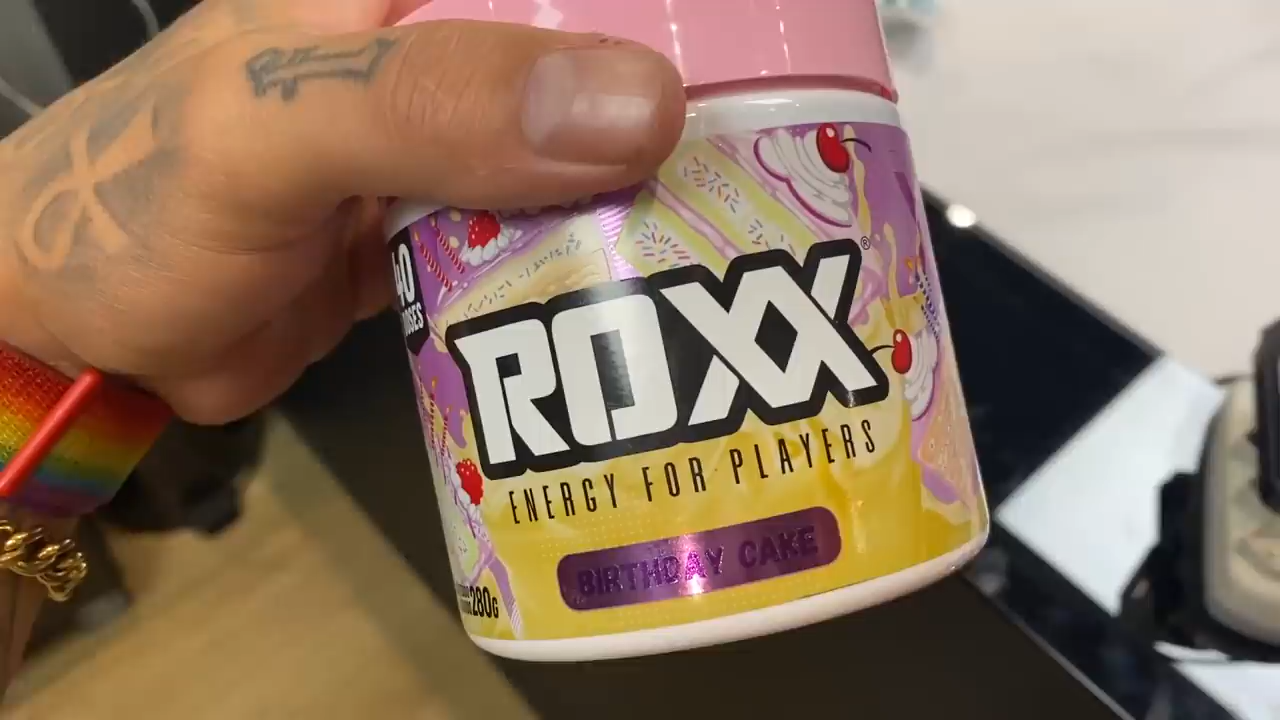 40
DOSES
ROXX®
ENERGY FOR PLAYERS
BIRTHDAY CAKE
280G